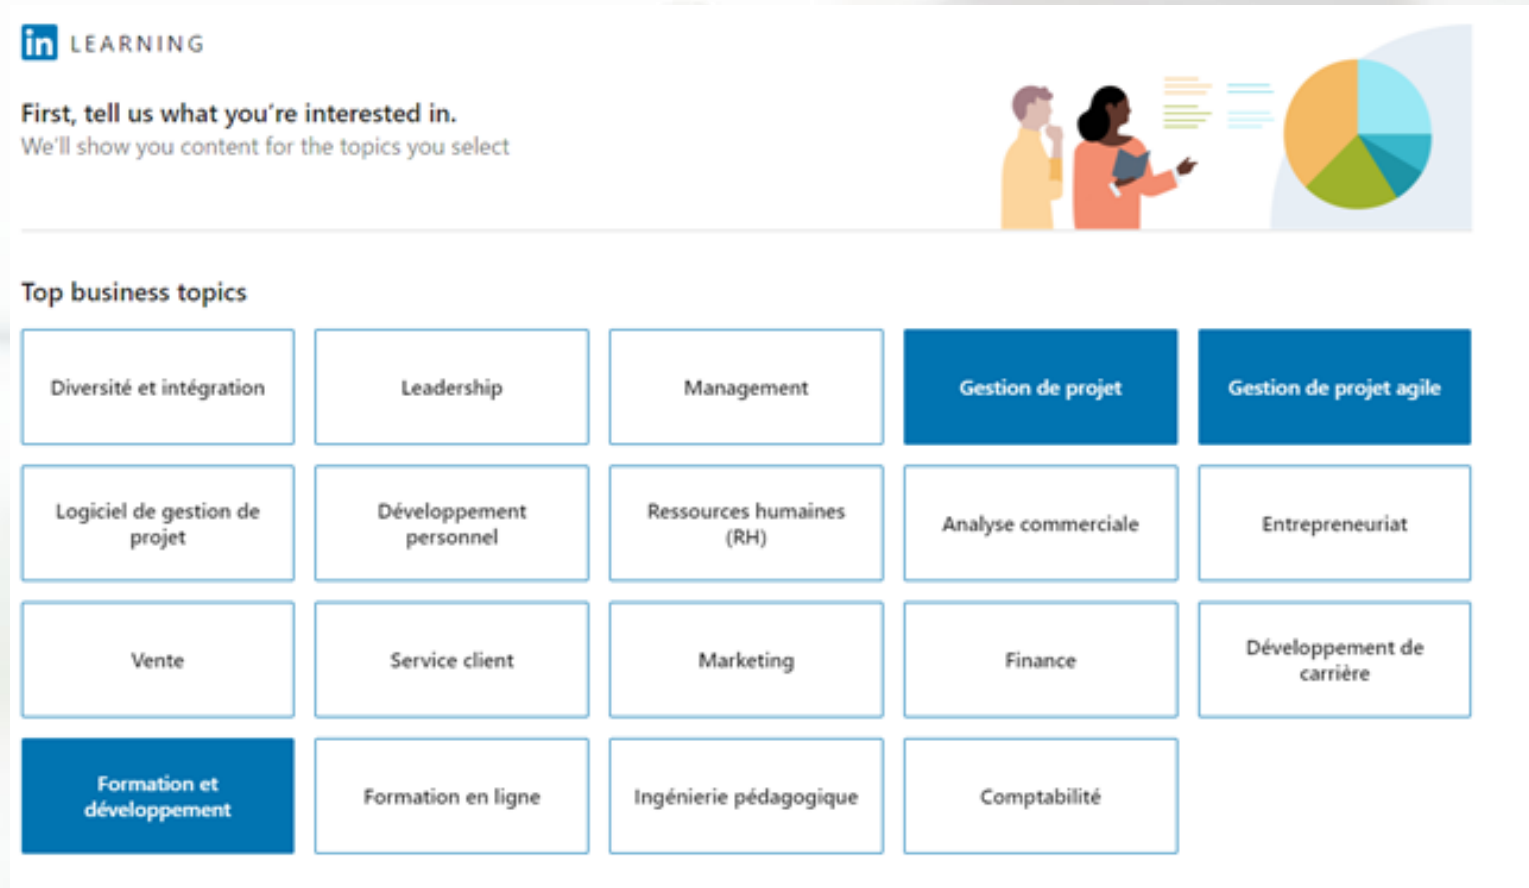 in LEARNING
First, tell us what you're interested in.
We'll show you content for the topics you select
Top business topics
Diversité et intégration
Leadership
Management
Gestion de projet
Gestion de projet agile
Logiciel de gestion de
projet
Développement
personnel
Ressources humaines
(RH)
Analyse commerciale
Entrepreneuriat
Vente
Service client
Marketing
Finance
Développement de
carrière
Formation et
développement
Formation en ligne
Ingénierie pédagogique
Comptabilité